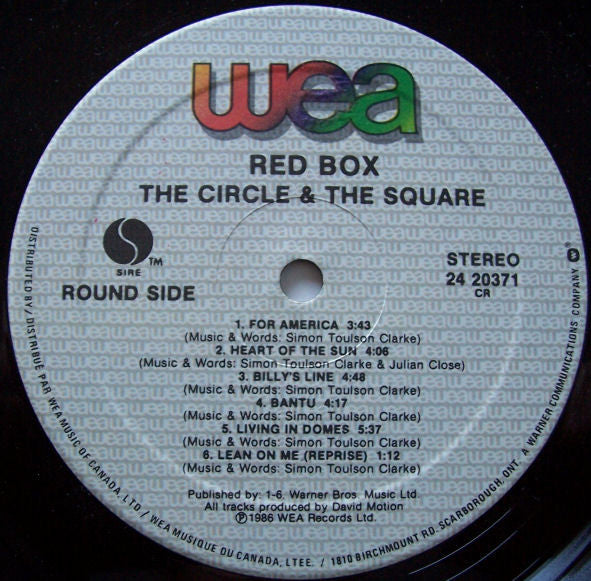 wea
RED BOX
THE CIRCLE & THE SQUARE
SIRE
TM
ROUND SIDE
STEREO
24 20371
CR
1. FOR AMERICA 3:43
(Music & Words: Simon Toulson Clarke)
2. HEART OF THE SUN 4:06
(Music & Words: Simon Toulson Clarke & Julian Close)
3. BILLY'S LINE 4:48
(Music & Words: Simon Toulson Clarke)
4. BANTU 4:17
(Music & Words: Simon Toulson Clarke)
5. LIVING IN DOMES 5:37
(Music & Words: Simon Toulson Clarke)
6. LEAN ON ME (REPRISE) 1:12
(Music & Words: Simon Toulson Clarke)
Published by: 1-6. Warner Bros. Music Ltd.
All tracks produced by David Motion
Ⓟ1986 WEA Records Ltd.
DISTRIBUTED BY / DISTRIBUÉ PAR WEA MUSIC OF CANADA, LTD / WEA MUSIQUE DU CANADA, LTEE. / 1810 BIRCHMOUNT RD. SCARBOROUGH, ONT. A WARNER COMMUNICATIONS COMPANY